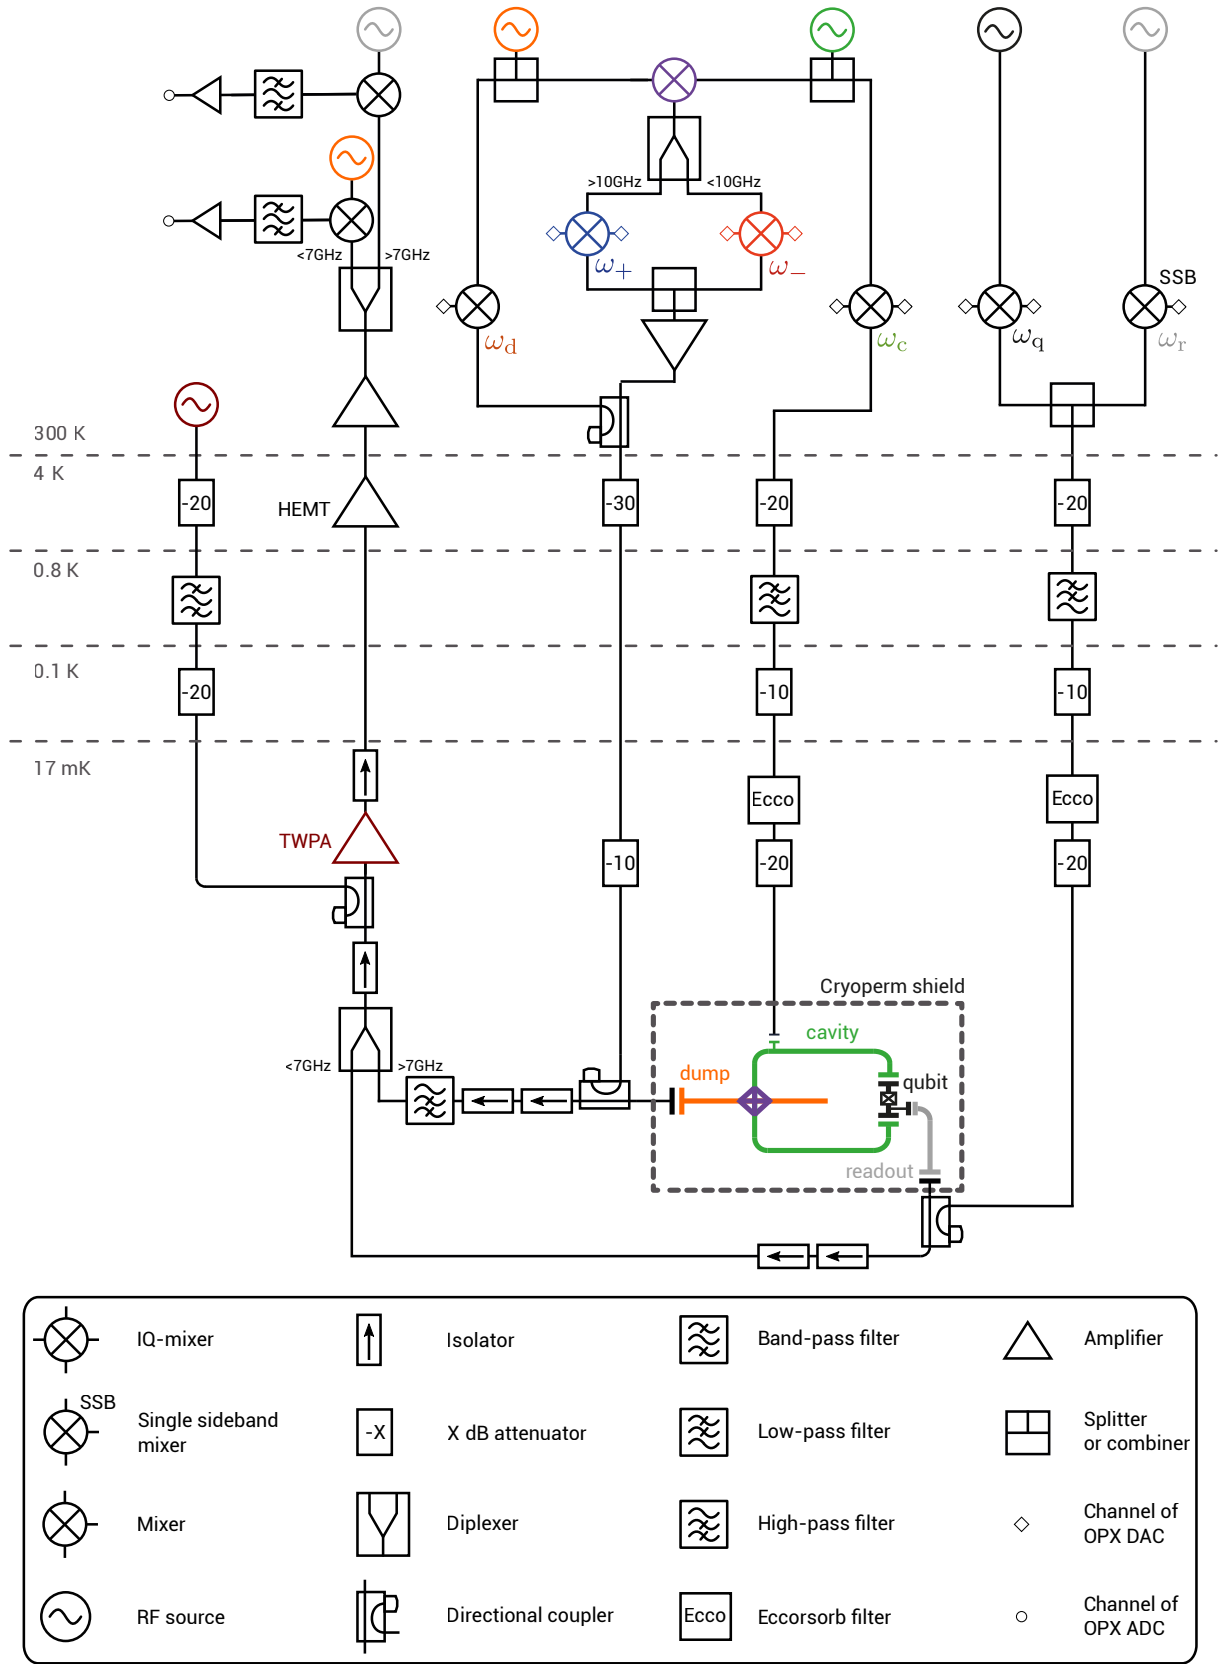 >10GHz
<10GHz
<7GHz
>7GHz
ω+
ω−
SSB
ωd
ωc
ωq
ωr
300 K
4 K
-20
HEMT
-30
-20
-20
0.8 K
0.1 K
-20
-10
-10
17 mK
Ecco
Ecco
TWPA
-10
-20
-20
Cryoperm shield
cavity
<7GHz
>7GHz
dump
qubit
readout
IQ-mixer
Isolator
Band-pass filter
Amplifier
SSB
Single sideband
mixer
-X
X dB attenuator
Low-pass filter
Splitter
or combiner
Mixer
Diplexer
High-pass filter
Channel of
OPX DAC
RF source
Directional coupler
Ecco
Eccorsorb filter
Channel of
OPX ADC